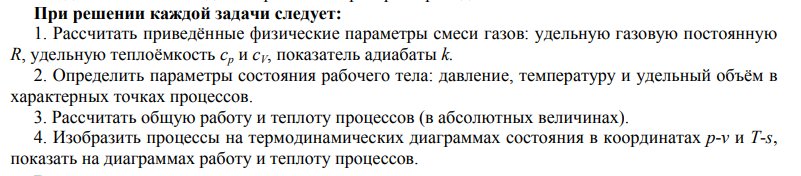 При решении каждой задачи следует:
1. Рассчитать приведённые физические параметры смеси газов: удельную газовую постоянную
R, удельную теплоёмкость cp и cV, показатель адиабаты k.
2. Определить параметры состояния рабочего тела: давление, температуру и удельный объём в
характерных точках процессов.
3. Рассчитать общую работу и теплоту процессов (в абсолютных величинах).
4. Изобразить процессы на термодинамических диаграммах состояния в координатах p-v и T-s,
показать на диаграммах работу и теплоту процессов.